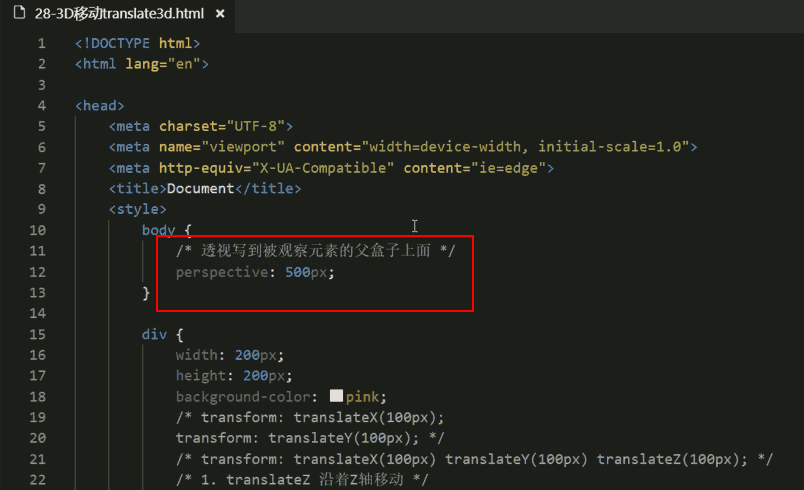 28-3D移动translate3d.html ×
1 <!DOCTYPE html>
2 <html lang="en">
3
4 <head>
5 <meta charset="UTF-8">
6 <meta name="viewport" content="width=device-width, initial-scale=1.0">
7 <meta http-equiv="X-UA-Compatible" content="ie=edge">
8 <title>Document</title>
9 <style>
10 body {
11 /* 透视写到被观察元素的父盒子上面 */
12 perspective: 500px;
13 }
14
15 div {
16 width: 200px;
17 height: 200px;
18 background-color: pink;
19 /* transform: translateX(100px);
20 transform: translateY(100px); */
21 /* transform: translateX(100px) translateY(100px) translateZ(100px); */
22 /* 1. translateZ 沿着Z轴移动 */